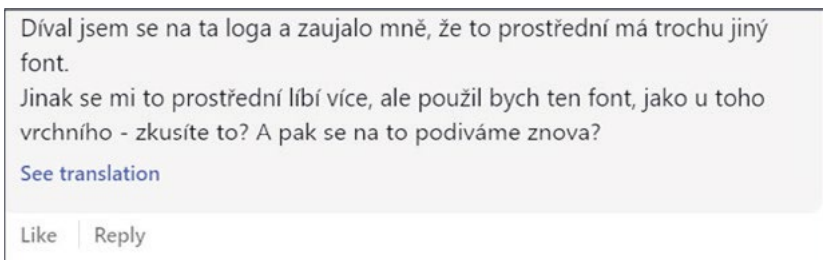 Díval jsem se na ta loga a zaujalo mně, že to prostřední má trochu jiný
font.
Jinak se mi to prostřední líbí více, ale použil bych ten font, jako u toho
vrchního - zkusíte to? A pak se na to podiváme znova?
See translation
Like
Reply